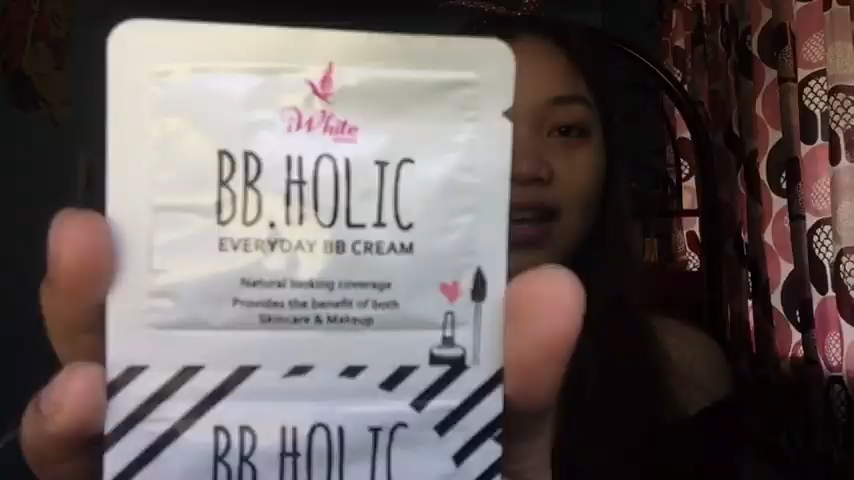 iWhite
BB.HOLIC
EVERYDAY BB CREAM
Natural looking coverage
Provides the benefit of both
Skincare & Makeup
BB.HOLIC